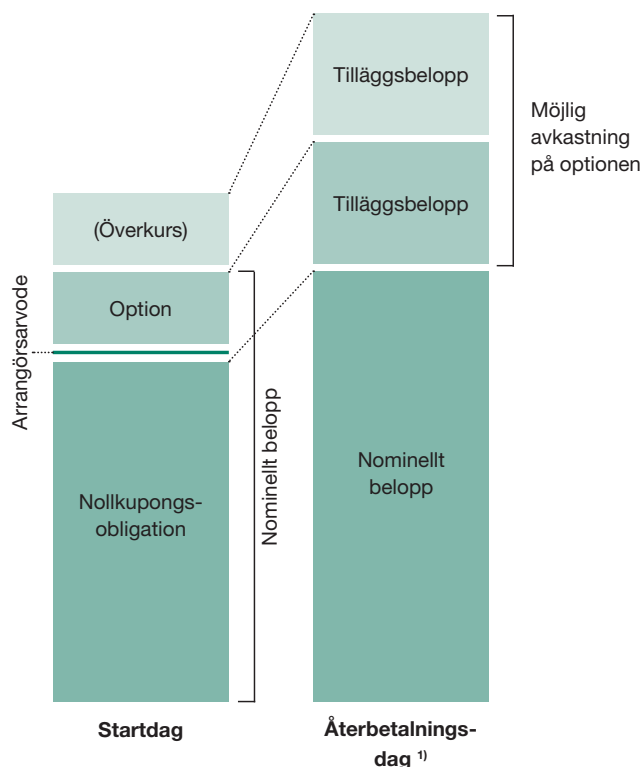 Tilläggsbelopp
Tilläggsbelopp
Möjlig
avkastning
på optionen
(Överkurs)
Option
Arrangörsarvode
Nominellt belopp
Nollkupongs-
obligation
Nominellt
belopp
Startdag
Återbetalnings-
dag 1)